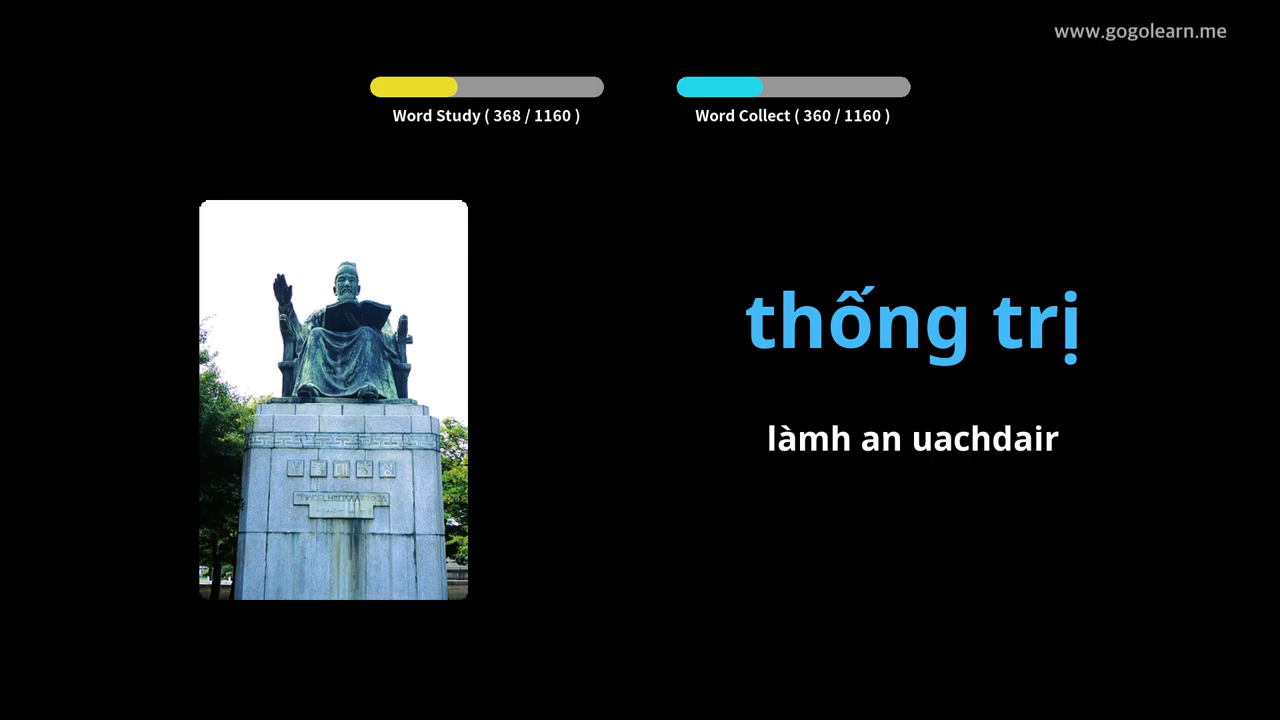 www.gogolearn.me
Word Study ( 368 / 1160 )
Word Collect ( 360 / 1160 )
thống trị
làmh an uachdair